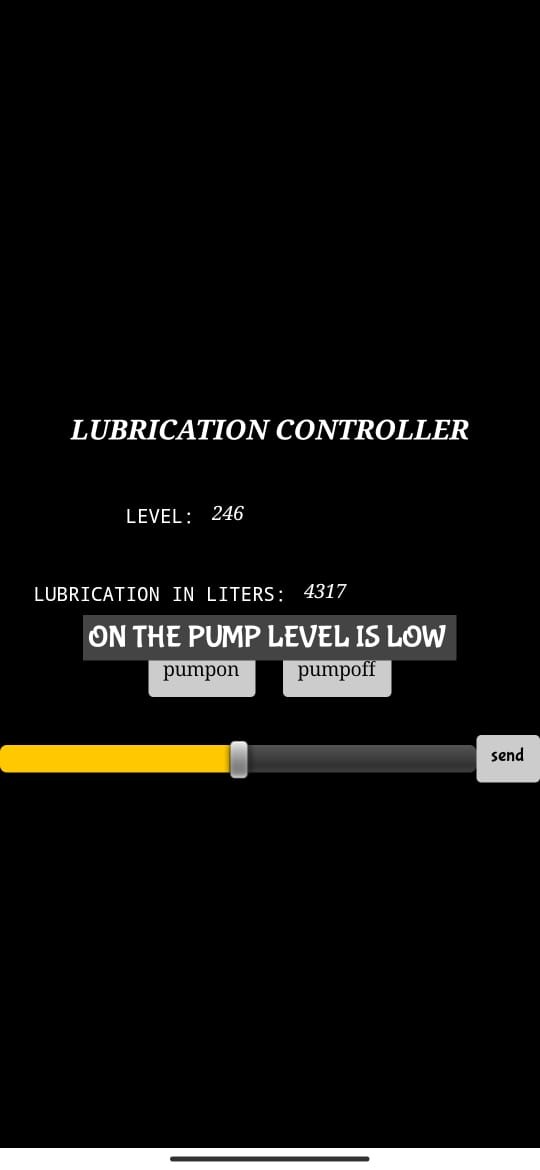 LUBRICATION CONTROLLER
LEVEL: 246
LUBRICATION IN LITERS: 4317
ON THE PUMP LEVEL IS LOW
pumpon pumpoff
send